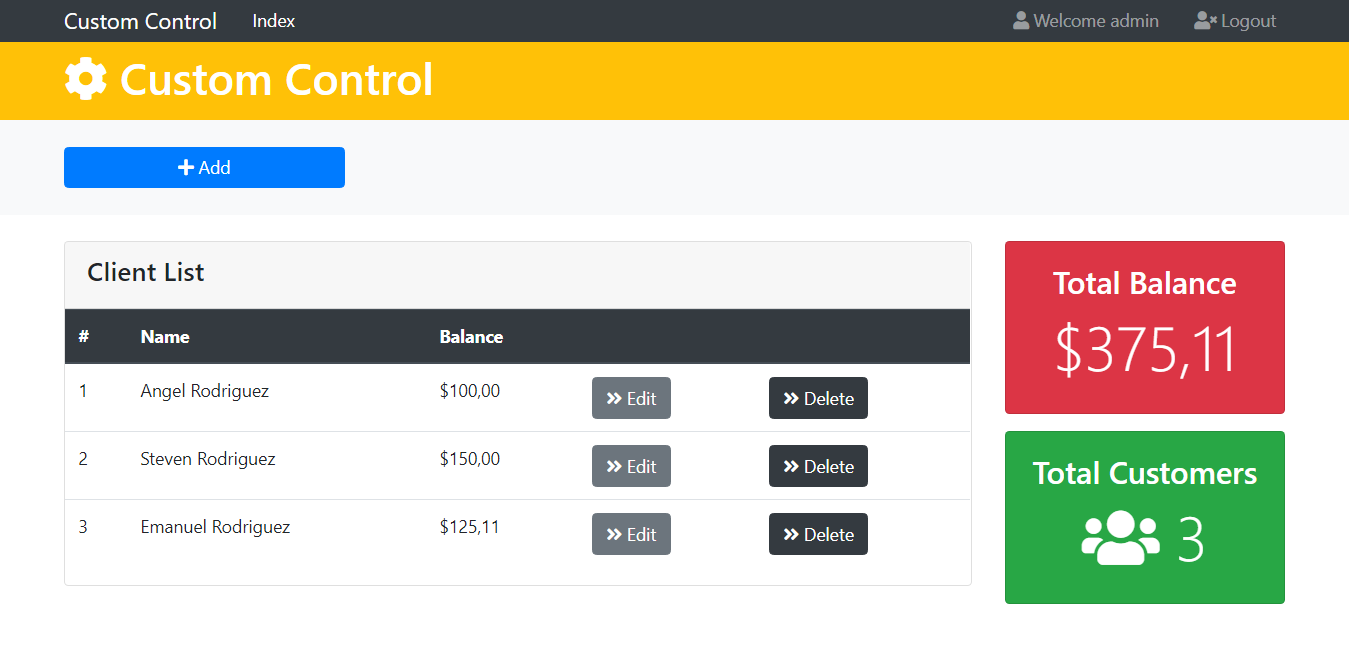 Custom Control Index Welcome admin Logout
Custom Control
Add
Client List
# Name Balance
1 Angel Rodriguez $100,00 Edit Delete
2 Steven Rodriguez $150,00 Edit Delete
3 Emanuel Rodriguez $125,11 Edit Delete
Total Balance
$375,11
Total Customers
3